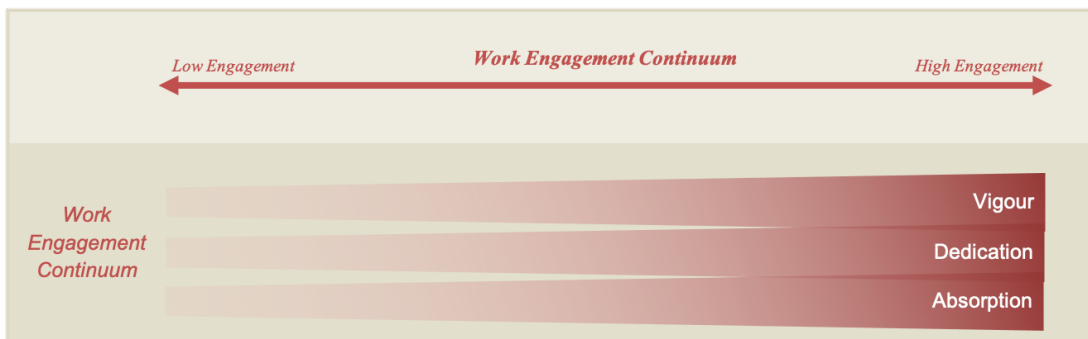 Work Engagement Continuum
Low Engagement
High Engagement
Vigour
Work
Engagement
Continuum
Dedication
Absorption